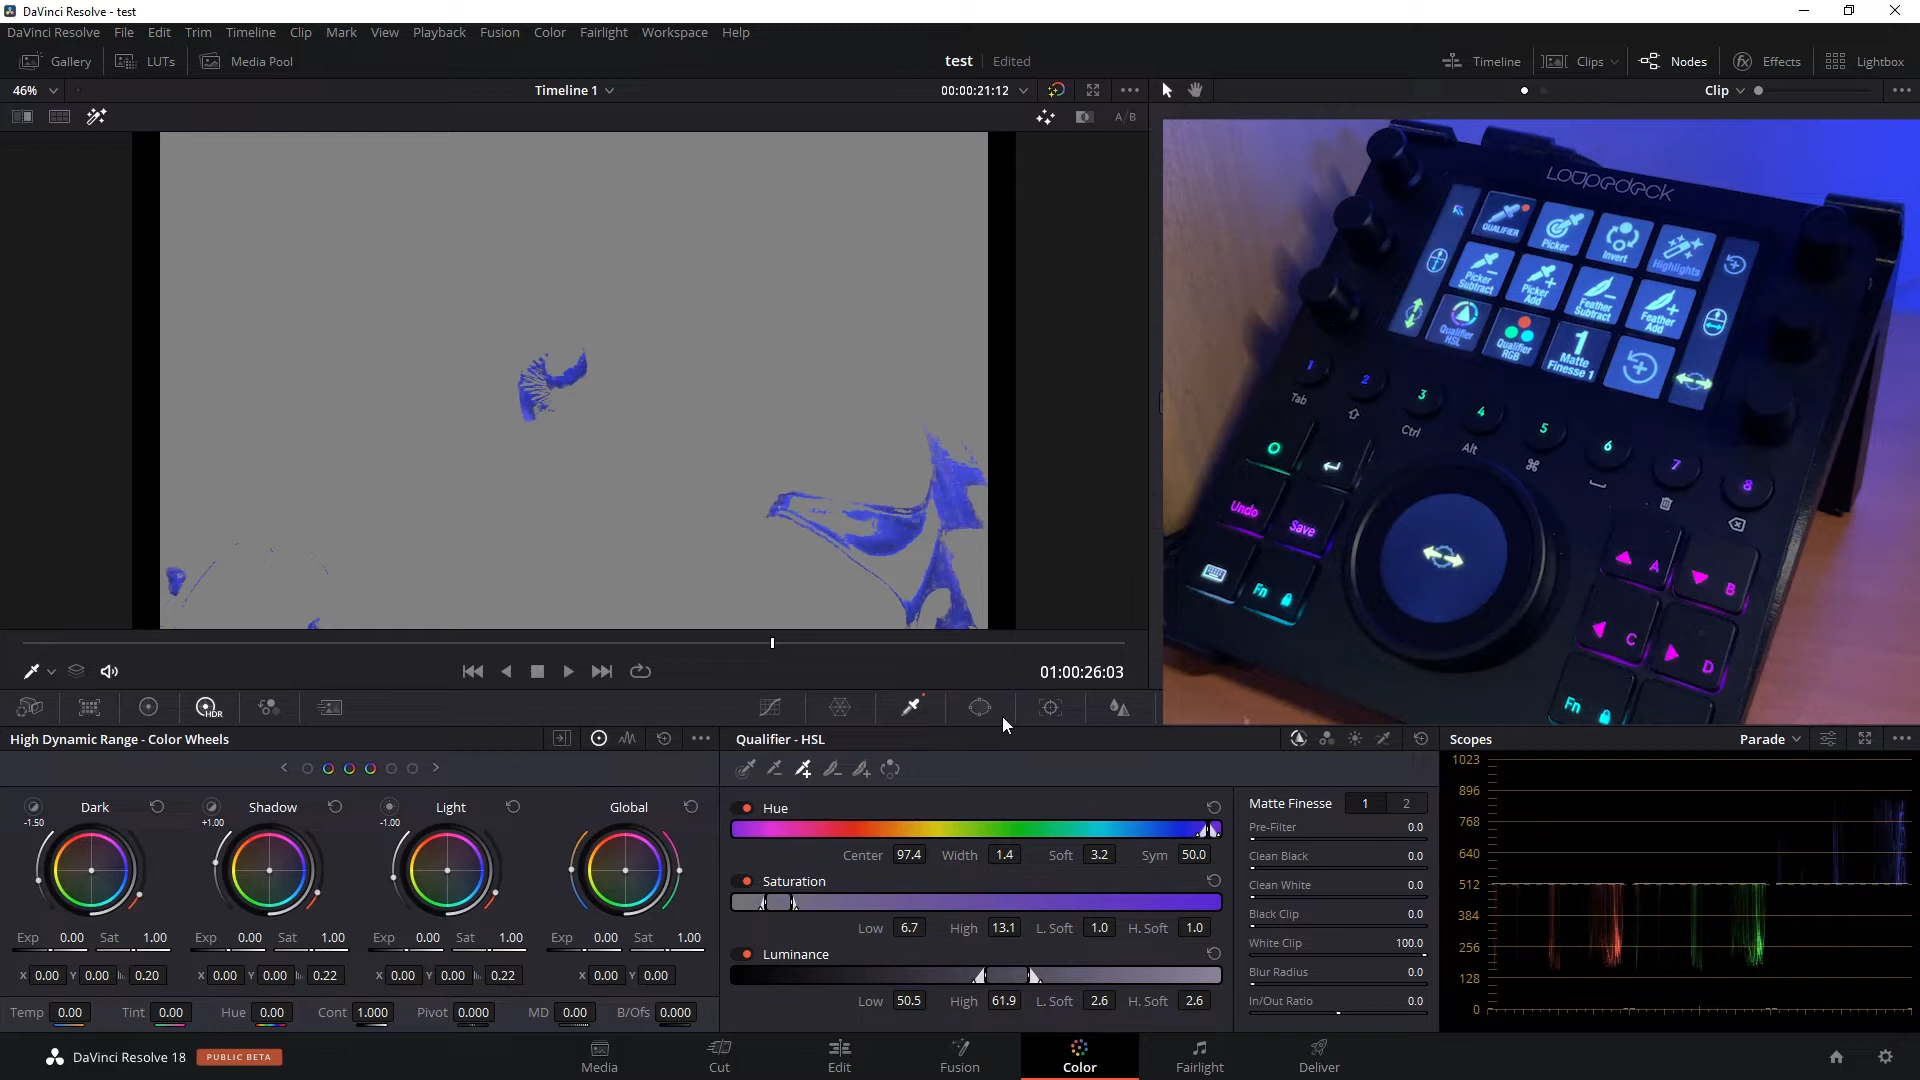 DaVinci Resolve - test
DaVinci Resolve File Edit Trim Timeline Clip Mark View Playback Fusion Color Fairlight Workspace Help
Gallery LUTs Media Pool test Edited Timeline Clips Nodes fx Effects Lightbox
46% Timeline 1 00:00:21:12 Clip
A/B
Loupedeck
QUALIFIER Picker Invert Highlights
Picker Subtract Picker Add Feather Subtract Feather Add
Qualifier HSL Qualifier RGB 1 Matte Finesse 1
1 2 3 4 5 6 7 8
Tab Ctrl Alt
Undo Save
Fn
A B
C D
Fn
01:00:26:03
HDR
High Dynamic Range - Color Wheels
Dark Shadow Light Global
-1.50 +1.00 -1.00
Exp 0.00 Sat 1.00 Exp 0.00 Sat 1.00 Exp 0.00 Sat 1.00 Exp 0.00 Sat 1.00
X 0.00 Y 0.00 0.20 X 0.00 Y 0.00 0.22 X 0.00 Y 0.00 0.22 X 0.00 Y 0.00
Temp 0.00 Tint 0.00 Hue 0.00 Cont 1.000 Pivot 0.000 MD 0.00 B/Ofs 0.000
Qualifier - HSL
Hue
Center 97.4 Width 1.4 Soft 3.2 Sym 50.0
Saturation
Low 6.7 High 13.1 L. Soft 1.0 H. Soft 1.0
Luminance
Low 50.5 High 61.9 L. Soft 2.6 H. Soft 2.6
Matte Finesse 1 2
Pre-Filter 0.0
Clean Black 0.0
Clean White 0.0
Black Clip 0.0
White Clip 100.0
Blur Radius 0.0
In/Out Ratio 0.0
Scopes Parade
1023
896
768
640
512
384
256
128
0
DaVinci Resolve 18 PUBLIC BETA
Media Cut Edit Fusion Color Fairlight Deliver